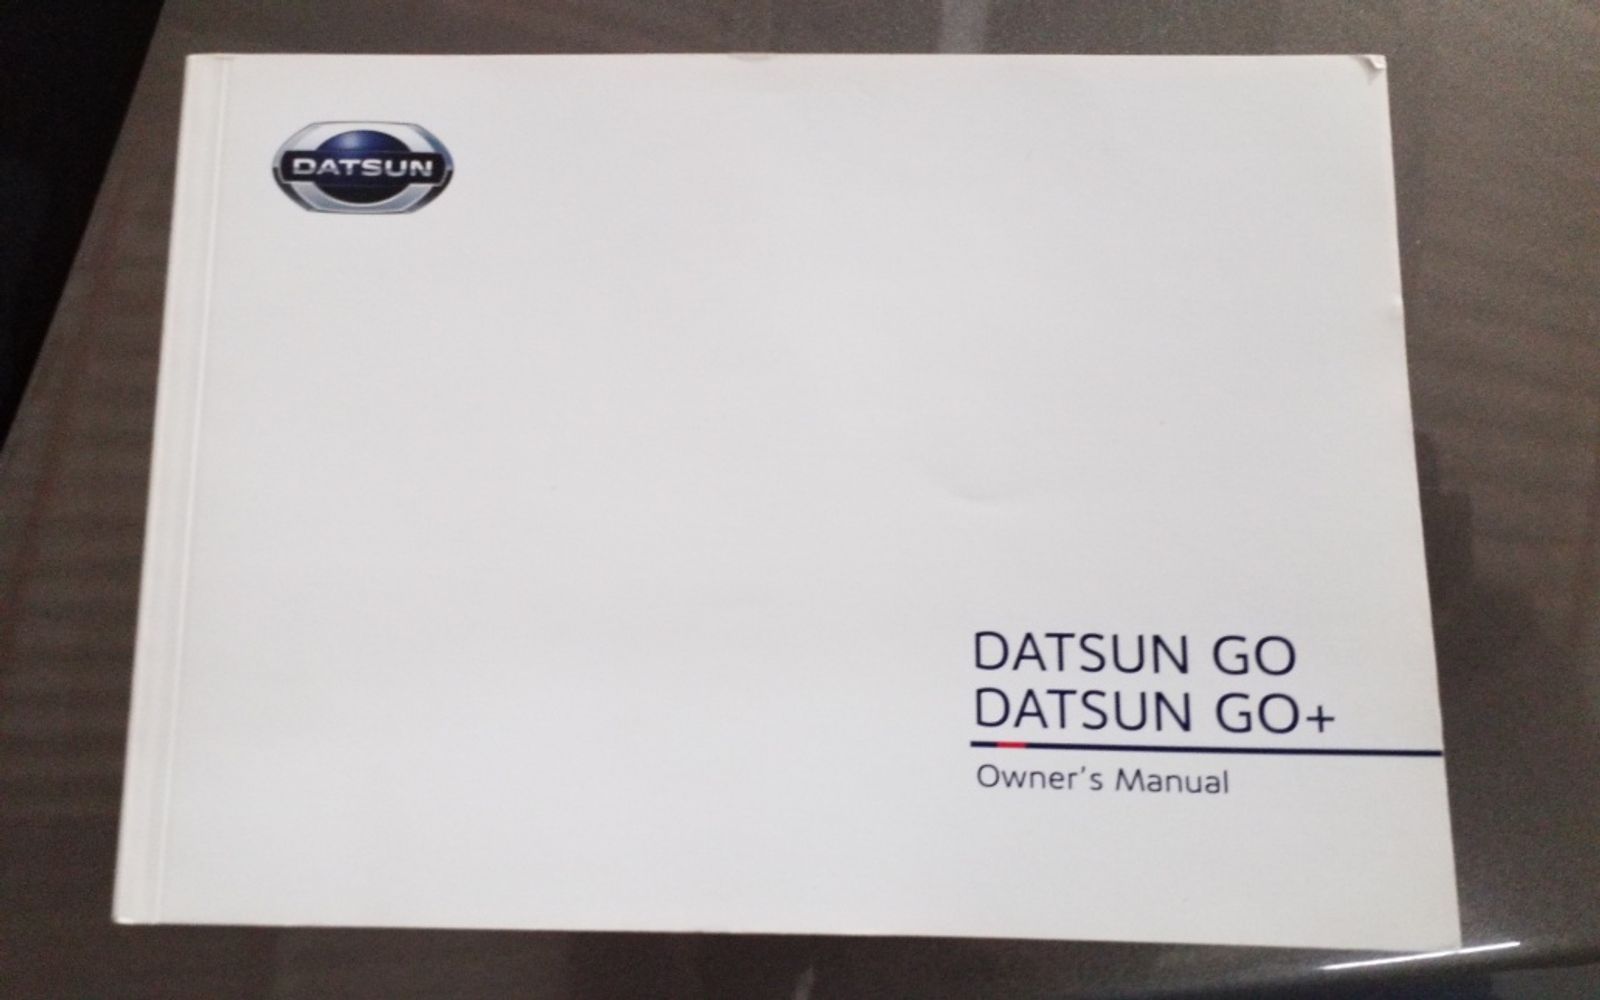 DATSUN
DATSUN GO
DATSUN GO+
Owner's Manual